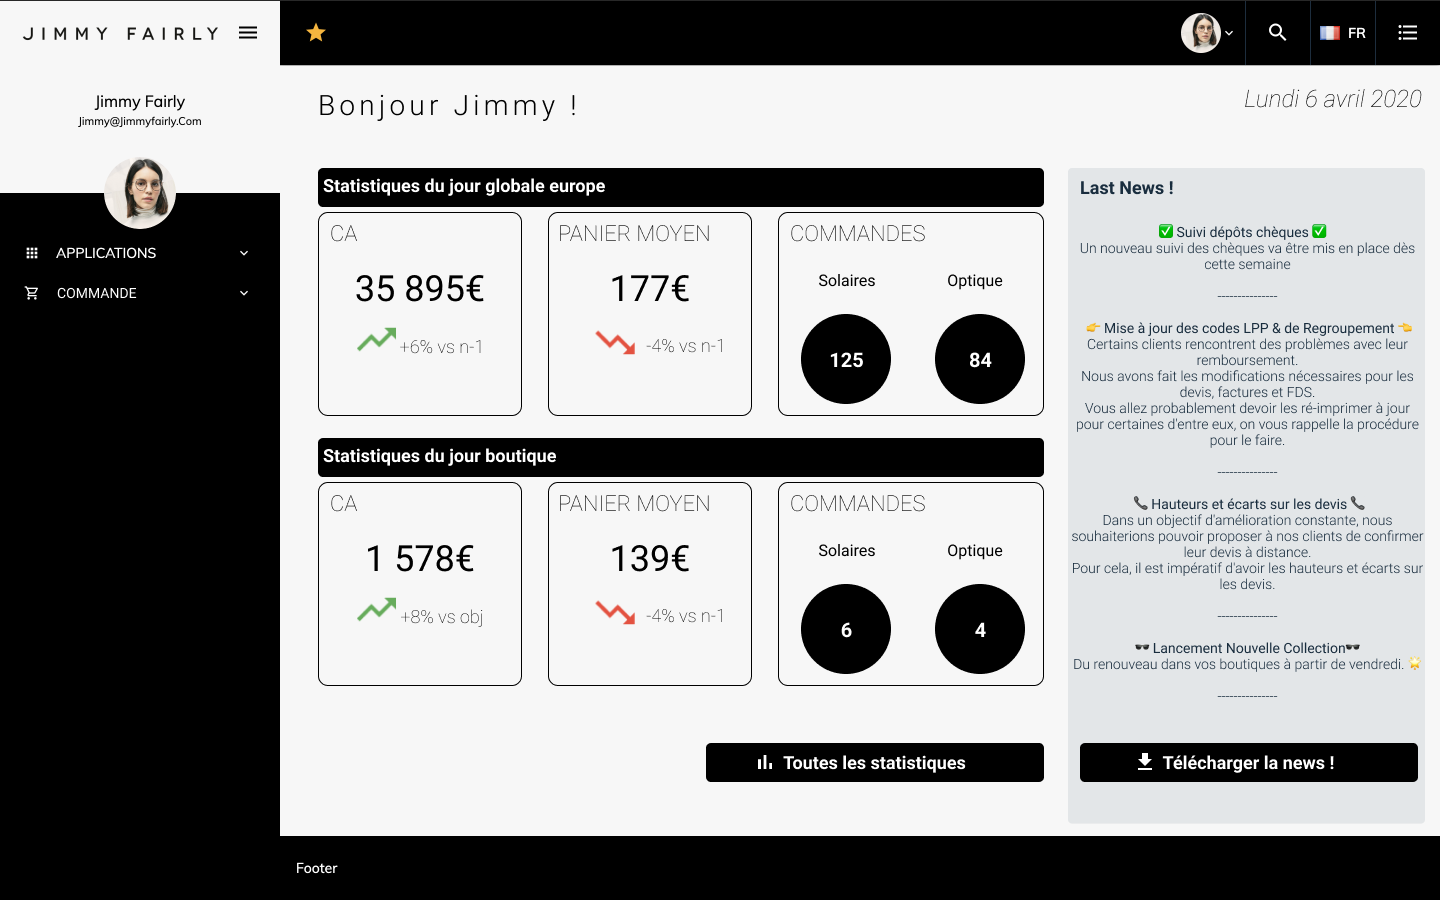 JIMMY FAIRLY
FR
Jimmy Fairly
Jimmy@Jimmyfairly.Com
APPLICATIONS
COMMANDE
Bonjour Jimmy !
Lundi 6 avril 2020
Statistiques du jour globale europe
CA
35 895€
+6% vs n-1
PANIER MOYEN
177€
-4% vs n-1
COMMANDES
Solaires
Optique
125
84
Statistiques du jour boutique
CA
1 578€
+8% vs obj
PANIER MOYEN
139€
-4% vs n-1
COMMANDES
Solaires
Optique
6
4
Toutes les statistiques
Last News !
✅ Suivi dépôts chèques ✅
Un nouveau suivi des chèques va être mis en place dès
cette semaine
---------------
👉 Mise à jour des codes LPP & de Regroupement 👈
Certains clients rencontrent des problèmes avec leur
remboursement.
Nous avons fait les modifications nécessaires pour les
devis, factures et FDS.
Vous allez probablement devoir les ré-imprimer à jour
pour certaines d'entre eux, on vous rappelle la procédure
pour le faire.
---------------
📞 Hauteurs et écarts sur les devis 📞
Dans un objectif d'amélioration constante, nous
souhaiterions pouvoir proposer à nos clients de confirmer
leur devis à distance.
Pour cela, il est impératif d'avoir les hauteurs et écarts sur
les devis.
---------------
🕶️ Lancement Nouvelle Collection🕶️
Du renouveau dans vos boutiques à partir de vendredi. 🌟
---------------
Télécharger la news !
Footer